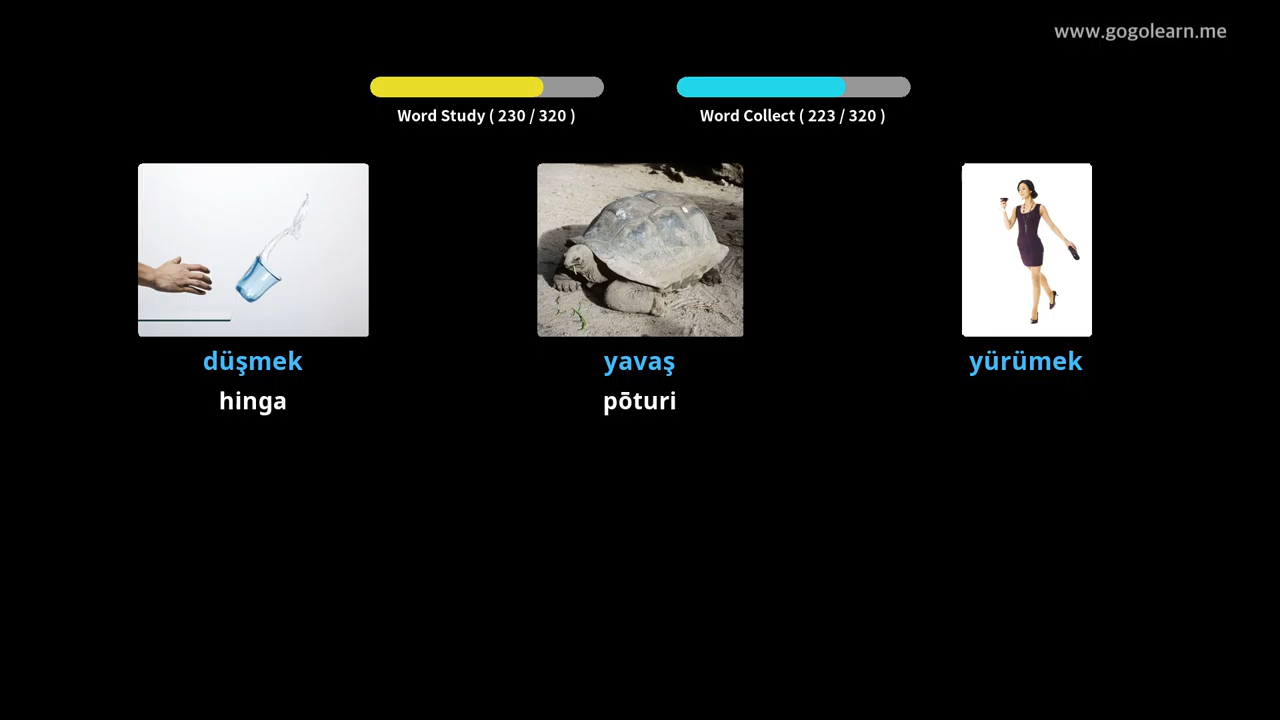 www.gogolearn.me
Word Study ( 230 / 320 )
Word Collect ( 223 / 320 )
düşmek
yavaş
yürümek
hinga
pōturi